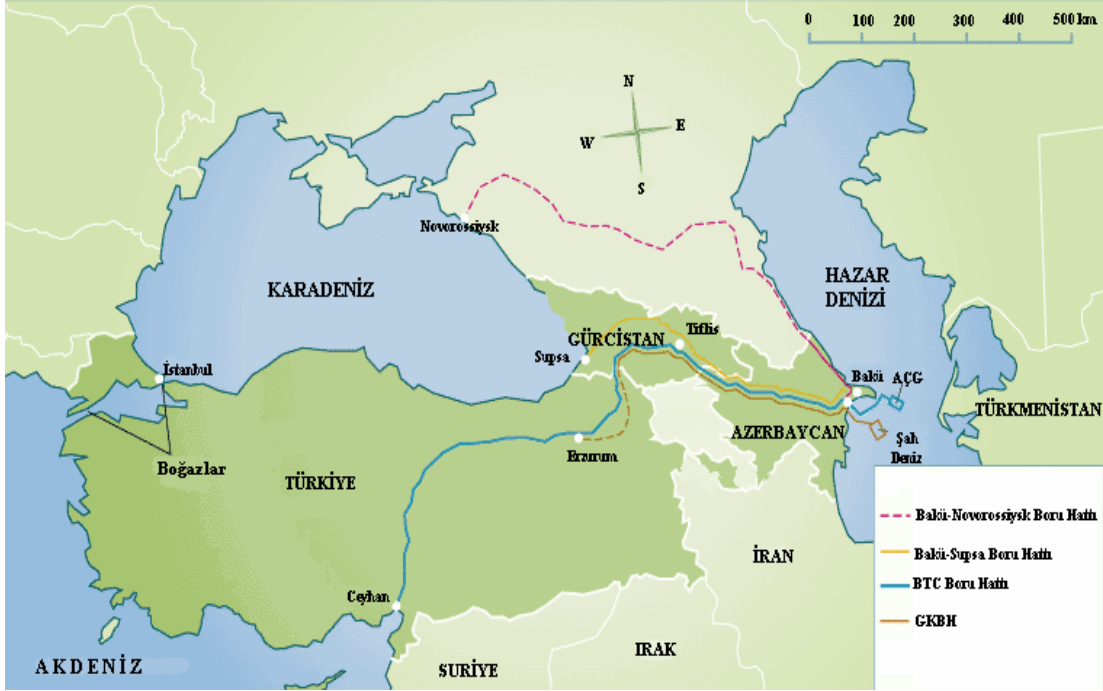 0 100 200 300 400 500 km.
N
W E
S
Novorossiysk
KARADENİZ
HAZAR
DENİZİ
GÜRCİSTAN
Tiflis
Supsa
İstanbul
Bakü
AÇG
TÜRKMENİSTAN
AZERBAYCAN
Şah
Deniz
Erzurum
Boğazlar
TÜRKİYE
Bakü-Novorossiysk Boru Hattı
Bakü-Supsa Boru Hattı
BTC Boru Hattı
GKBH
İRAN
Ceyhan
IRAK
SURİYE
AKDENİZ